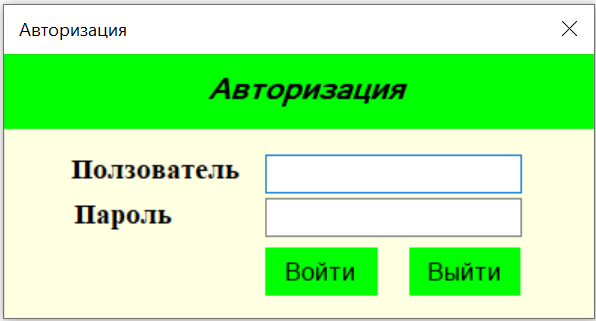 Авторизация
Авторизация
Ползователь
Пароль
Войти Выйти